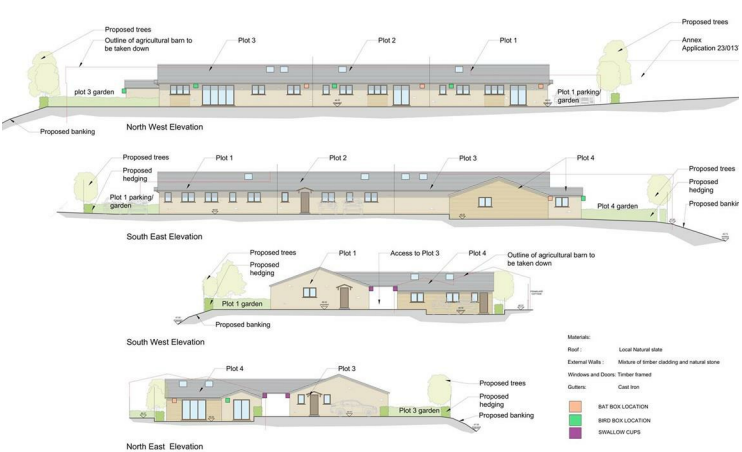 Proposed trees
Outline of agricultural barn to
be taken down
Plot 3
Plot 2
Plot 1
Proposed trees
Annex
Application 23/013
plot 3 garden
Plot 1 parking/
garden
Proposed banking
North West Elevation
Proposed trees
Proposed
hedging
Plot 1
Plot 2
Plot 3
Plot 4
Proposed trees
Proposed
hedging
Plot 1 parking/
garden
Plot 4 garden
Proposed bankin
South East Elevation
Proposed trees
Proposed
hedging
Plot 1
Access to Plot 3
Plot 4
Outline of agricultural barn to
be taken down
Plot 1 garden
Proposed banking
South West Elevation
Plot 4
Plot 3
Proposed trees
Proposed
hedging
Plot 3 garden
Proposed banking
North East Elevation
Materials:
Roof : Local Natural slate
External Walls : Mixture of timber cladding and natural stone
Windows and Doors: Timber framed
Gutters: Cast Iron
BAT BOX LOCATION
BIRD BOX LOCATION
SWALLOW CUPS